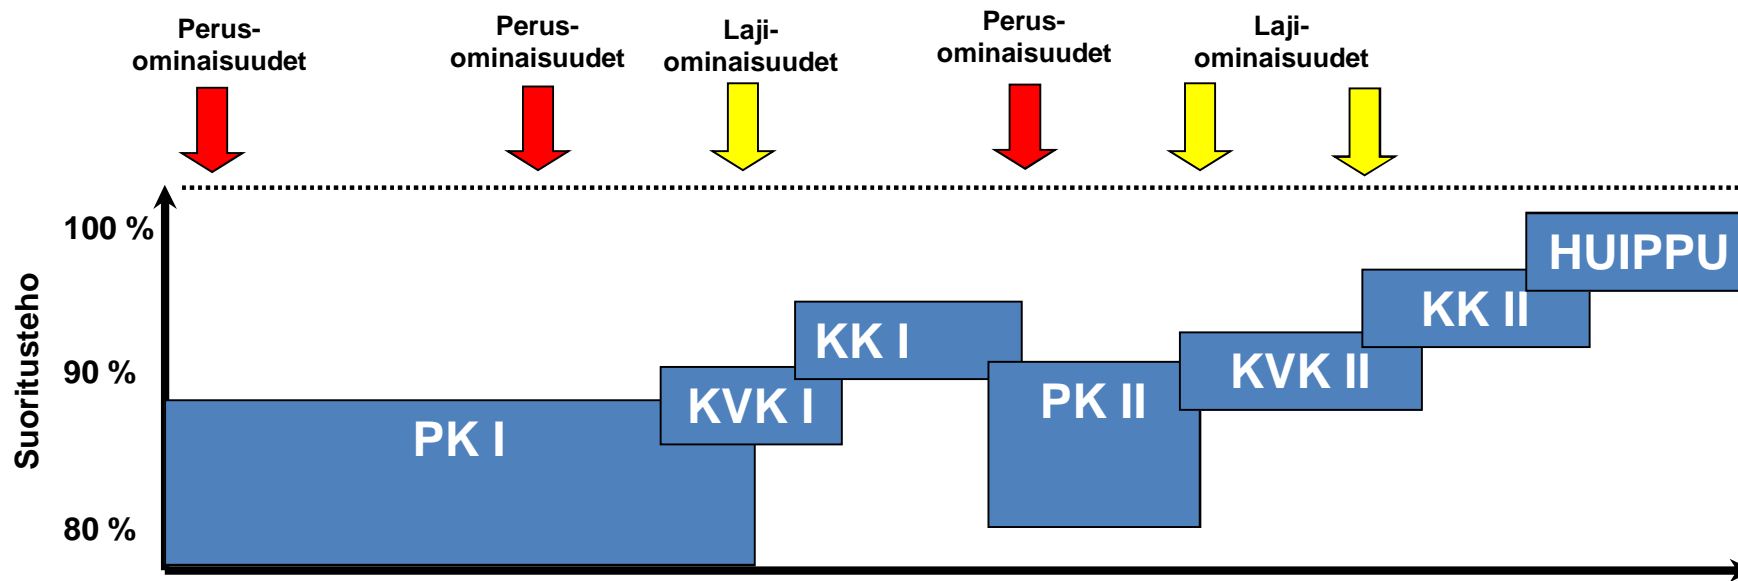 Perus-
ominaisuudet
Perus-
ominaisuudet
Laji-
ominaisuudet
Perus-
ominaisuudet
Laji-
ominaisuudet
100 %
90 %
80 %
Suoritusteho
PK I
KVK I
KK I
PK II
KVK II
KK II
HUIPPU